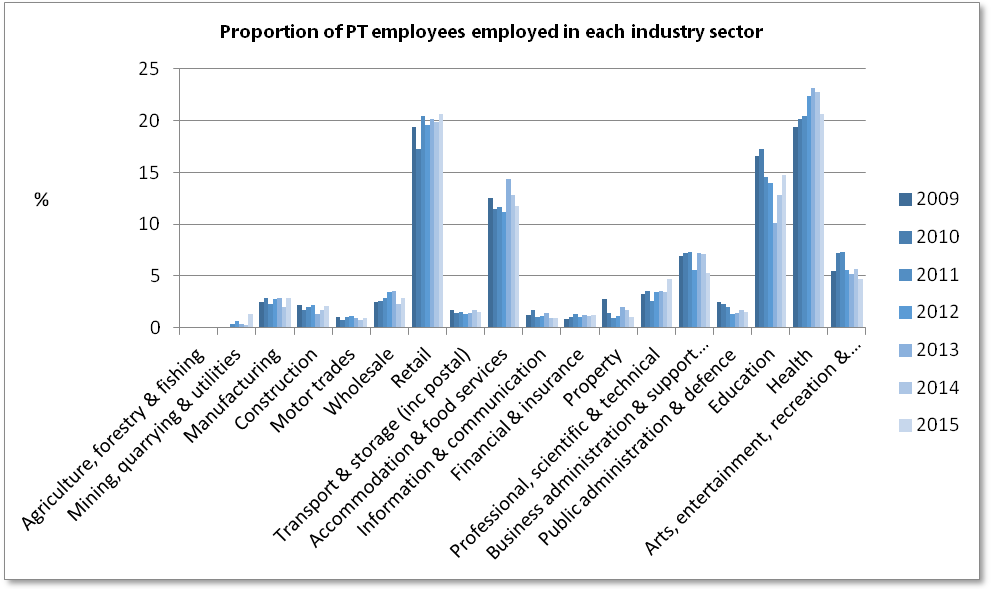 Proportion of PT employees employed in each industry sector
25
20
15
10
5
0
%
Agriculture, forestry & fishing
Mining, quarrying & utilities
Manufacturing
Construction
Motor trades
Wholesale
Retail
Transport & storage (inc postal)
Accommodation & food services
Information & communication
Financial & insurance
Property
Professional, scientific & technical
Business administration & support...
Public administration & defence
Education
Health
Arts, entertainment, recreation &...
2009
2010
2011
2012
2013
2014
2015